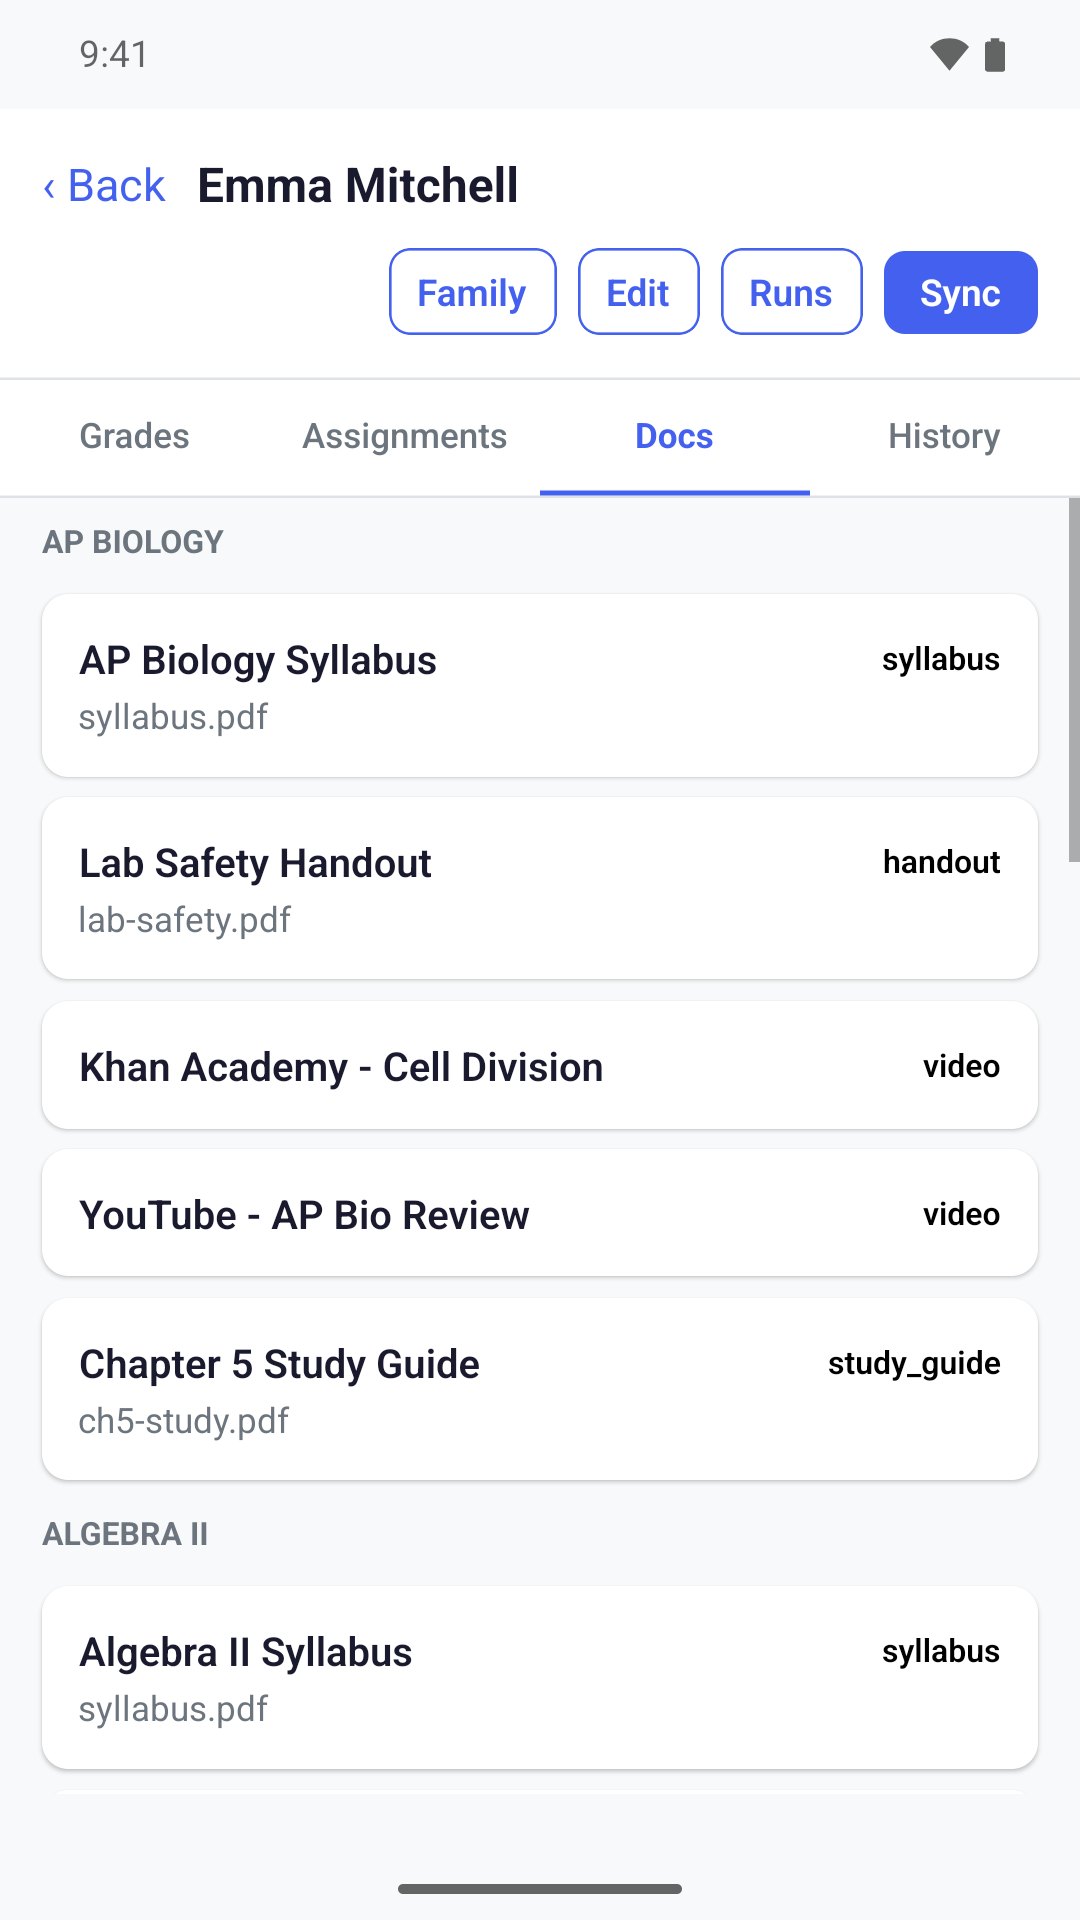 9:41
‹ Back Emma Mitchell
Family Edit Runs Sync
Grades Assignments Docs History
AP BIOLOGY
AP Biology Syllabus syllabus
syllabus.pdf
Lab Safety Handout handout
lab-safety.pdf
Khan Academy - Cell Division video
YouTube - AP Bio Review video
Chapter 5 Study Guide study_guide
ch5-study.pdf
ALGEBRA II
Algebra II Syllabus syllabus
syllabus.pdf